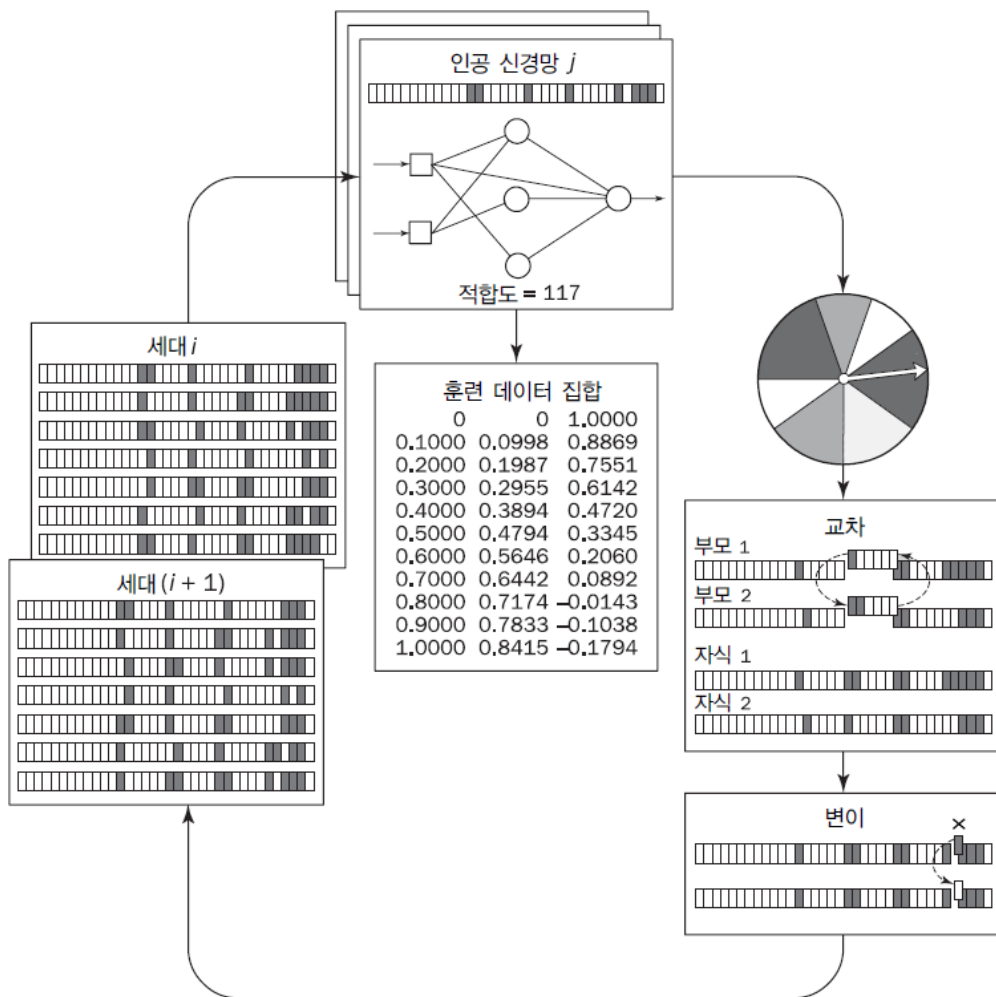 인공 신경망 j
적합도 = 117
세대 i
세대 (i + 1)
훈련 데이터 집합
0 0 1.0000
0.1000 0.0998 0.8869
0.2000 0.1987 0.7551
0.3000 0.2955 0.6142
0.4000 0.3894 0.4720
0.5000 0.4794 0.3345
0.6000 0.5646 0.2060
0.7000 0.6442 0.0892
0.8000 0.7174 –0.0143
0.9000 0.7833 –0.1038
1.0000 0.8415 –0.1794
교차
부모 1
부모 2
자식 1
자식 2
변이
×